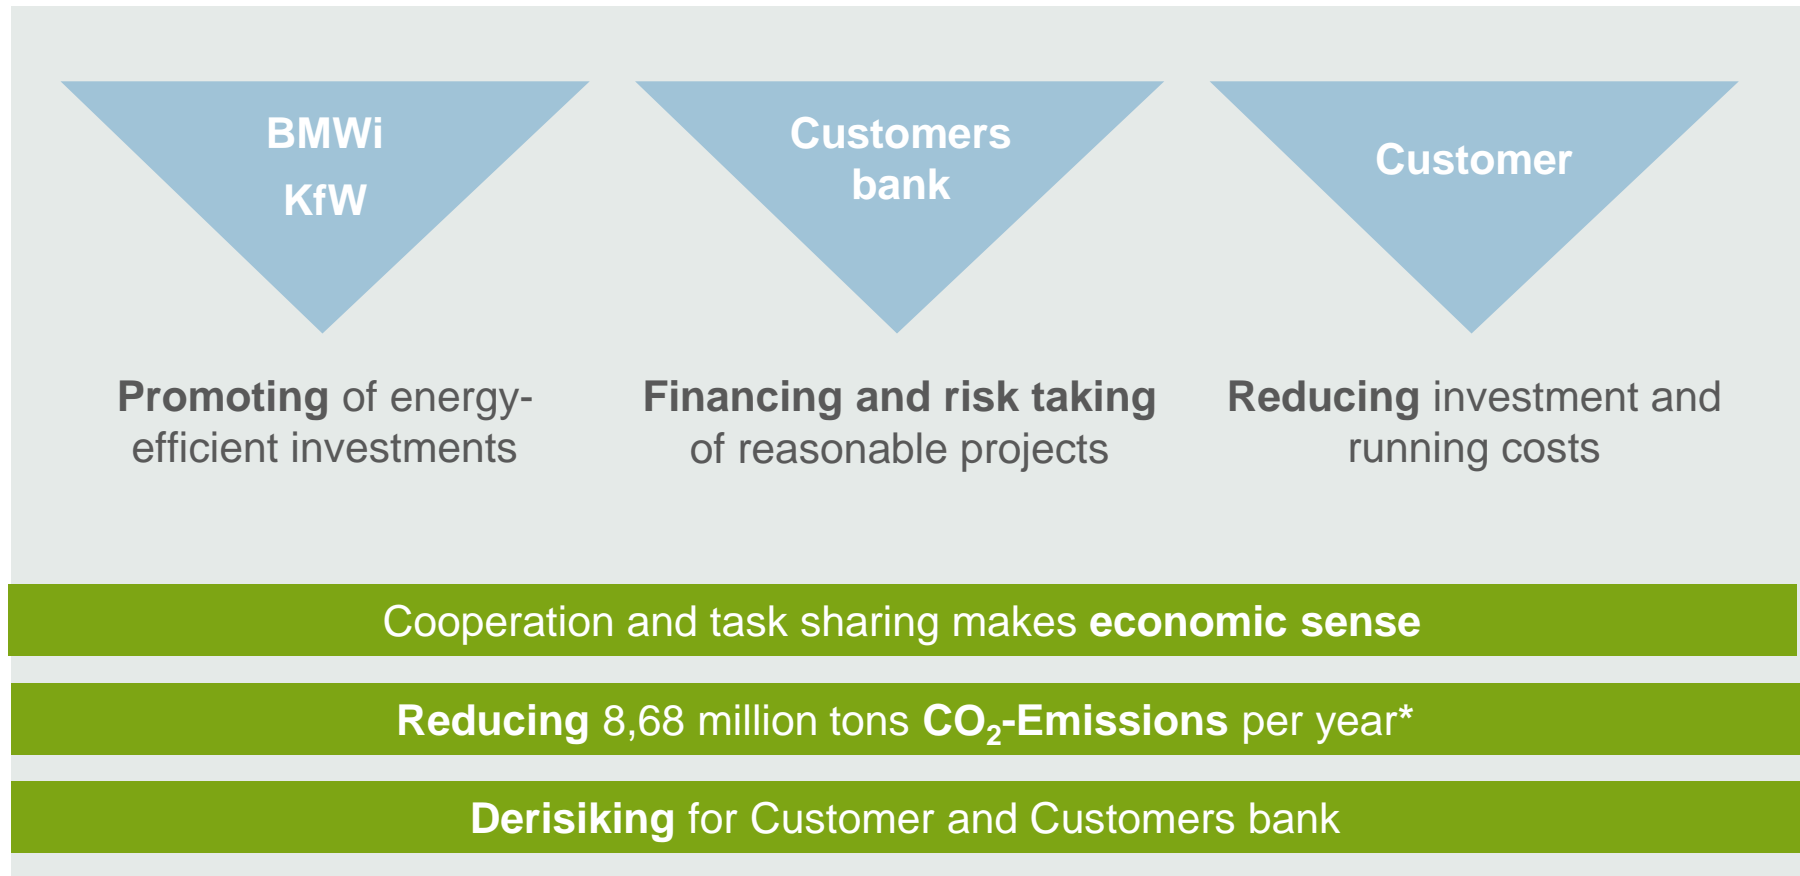 BMWi
KfW
Customers
bank
Customer
Promoting of energy-
efficient investments
Financing and risk taking
of reasonable projects
Reducing investment and
running costs
Cooperation and task sharing makes economic sense
Reducing 8,68 million tons CO₂-Emissions per year*
Derisiking for Customer and Customers bank